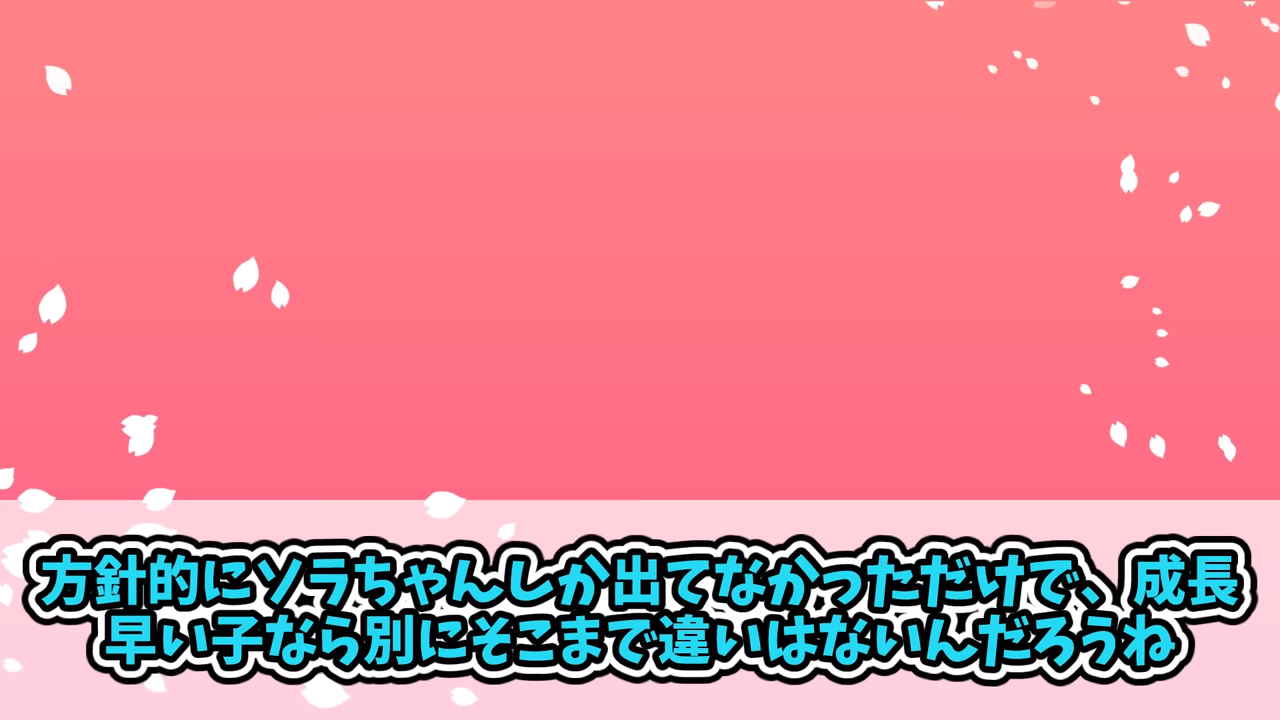 方針的にソラちゃんしか出てなかっただけで、成長
早い子なら別にそこまで違いはないんだろうね